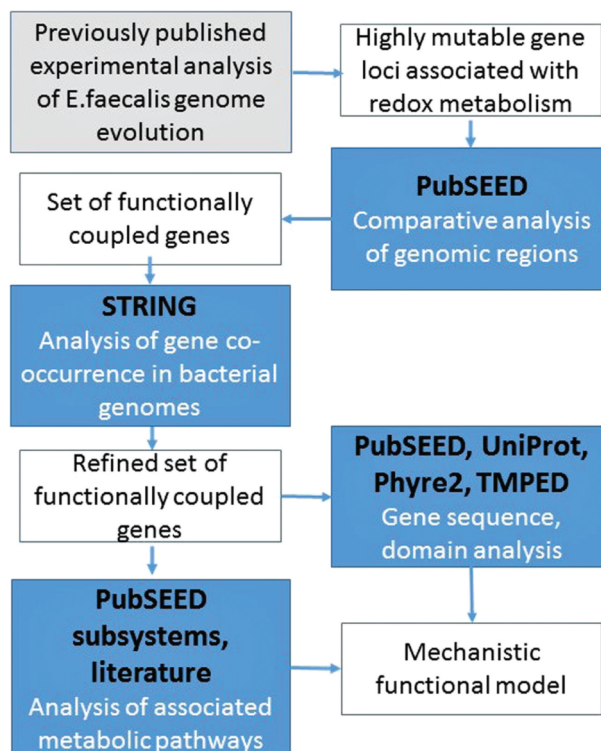 Previously published
experimental analysis
of E.faecalis genome
evolution
Highly mutable gene
loci associated with
redox metabolism
PubSEED
Comparative analysis
of genomic regions
Set of functionally
coupled genes
STRING
Analysis of gene co-
occurrence in bacterial
genomes
Refined set of
functionally coupled
genes
PubSEED, UniProt,
Phyre2, TMPED
Gene sequence,
domain analysis
PubSEED
subsystems,
literature
Analysis of associated
metabolic pathways
Mechanistic
functional model